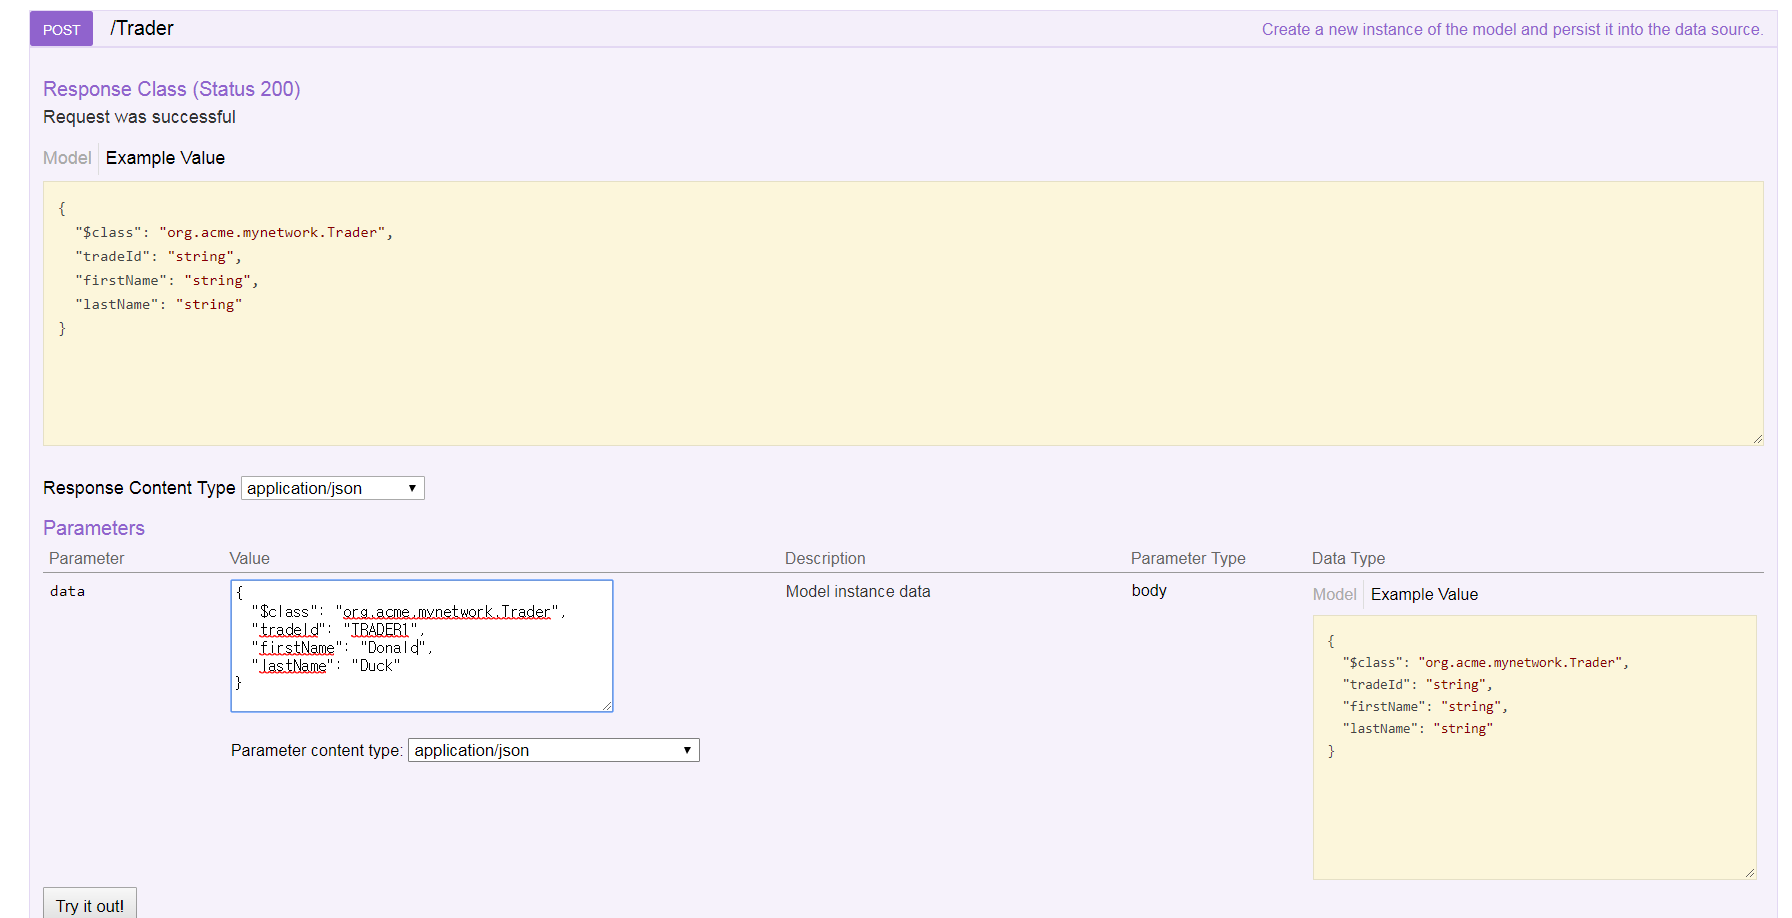 POST /Trader Create a new instance of the model and persist it into the data source.
Response Class (Status 200)
Request was successful
Model Example Value
{
"$class": "org.acme.mynetwork.Trader",
"tradeId": "string",
"firstName": "string",
"lastName": "string"
}
Response Content Type application/json
Parameters
Parameter Value Description Parameter Type Data Type
data
{
"$class": "org.acme.mynetwork.Trader",
"tradeId": "TRADER1",
"firstName": "Donald",
"lastName": "Duck"
}
Parameter content type: application/json
Model instance data
body
Model Example Value
{
"$class": "org.acme.mynetwork.Trader",
"tradeId": "string",
"firstName": "string",
"lastName": "string"
}
Try it out!